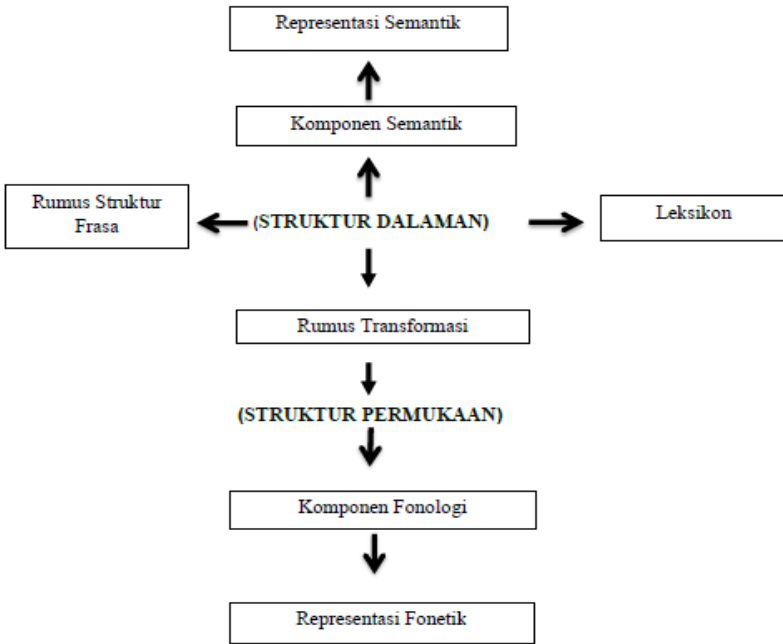 Representasi Semantik
Komponen Semantik
Rumus Struktur
Frasa
(STRUKTUR DALAMAN)
Leksikon
Rumus Transformasi
(STRUKTUR PERMUKAAN)
Komponen Fonologi
Representasi Fonetik